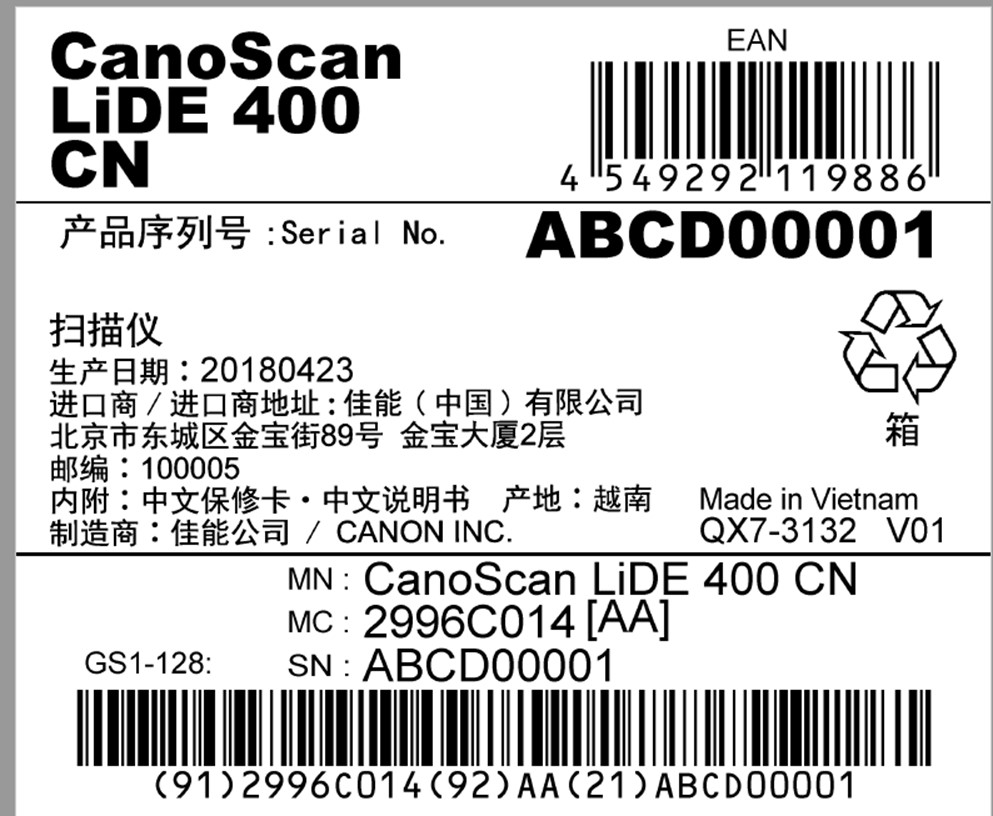 CanoScan
LiDE 400
CN
EAN
4 549292 119886
产品序列号 :Serial No. ABCD00001
扫描仪
生产日期：20180423
进口商 / 进口商地址：佳能（中国）有限公司
北京市东城区金宝街89号 金宝大厦2层
邮编：100005
内附：中文保修卡・中文说明书 产地：越南 Made in Vietnam
制造商：佳能公司 / CANON INC. QX7-3132 V01
箱
MN : CanoScan LiDE 400 CN
MC : 2996C014 [AA]
GS1-128: SN : ABCD00001
(91)2996C014(92)AA(21)ABCD00001